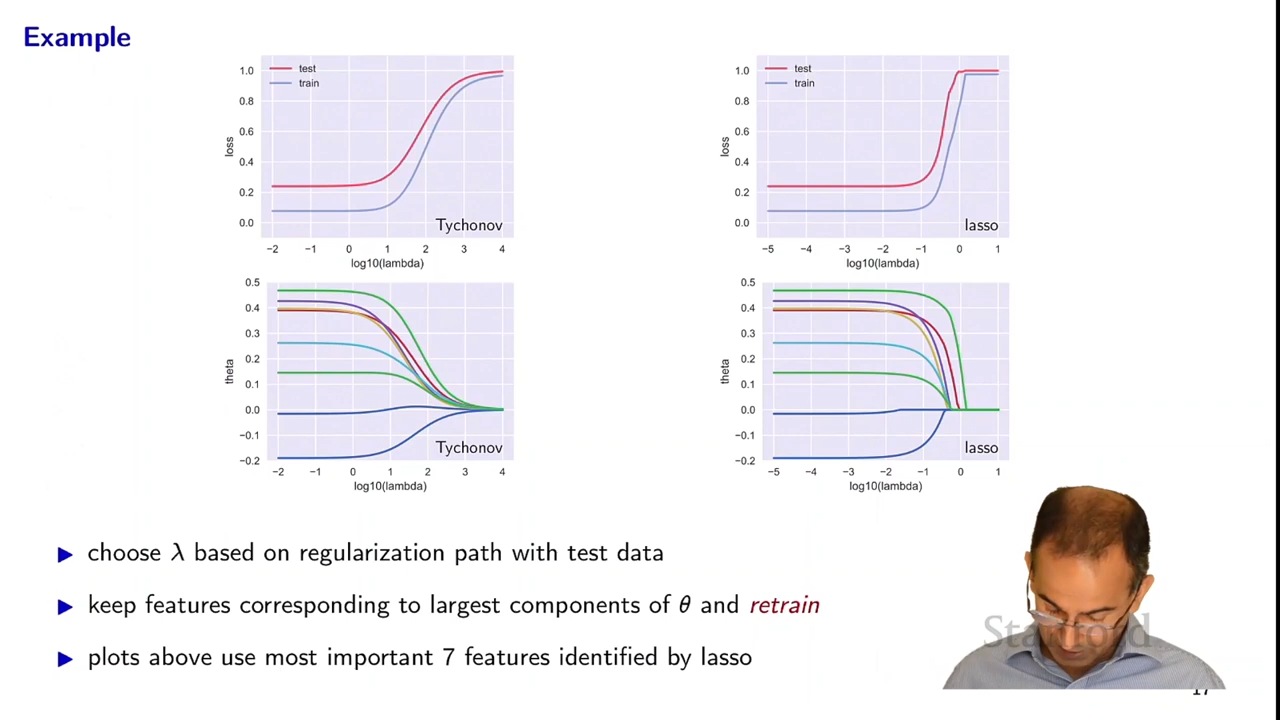 Example
1.0
0.8
0.6
0.4
0.2
0.0
loss
test
train
Tychonov
−2 −1 0 1 2 3 4
log10(lambda)
1.0
0.8
0.6
0.4
0.2
0.0
loss
test
train
lasso
−5 −4 −3 −2 −1 0 1
log10(lambda)
0.5
0.4
0.3
0.2
0.1
0.0
−0.1
−0.2
theta
Tychonov
−2 −1 0 1 2 3 4
log10(lambda)
0.5
0.4
0.3
0.2
0.1
0.0
−0.1
−0.2
theta
lasso
−5 −4 −3 −2 −1 0 1
log10(lambda)
▶ choose λ based on regularization path with test data
▶ keep features corresponding to largest components of θ and retrain
▶ plots above use most important 7 features identified by lasso
Stanford
17